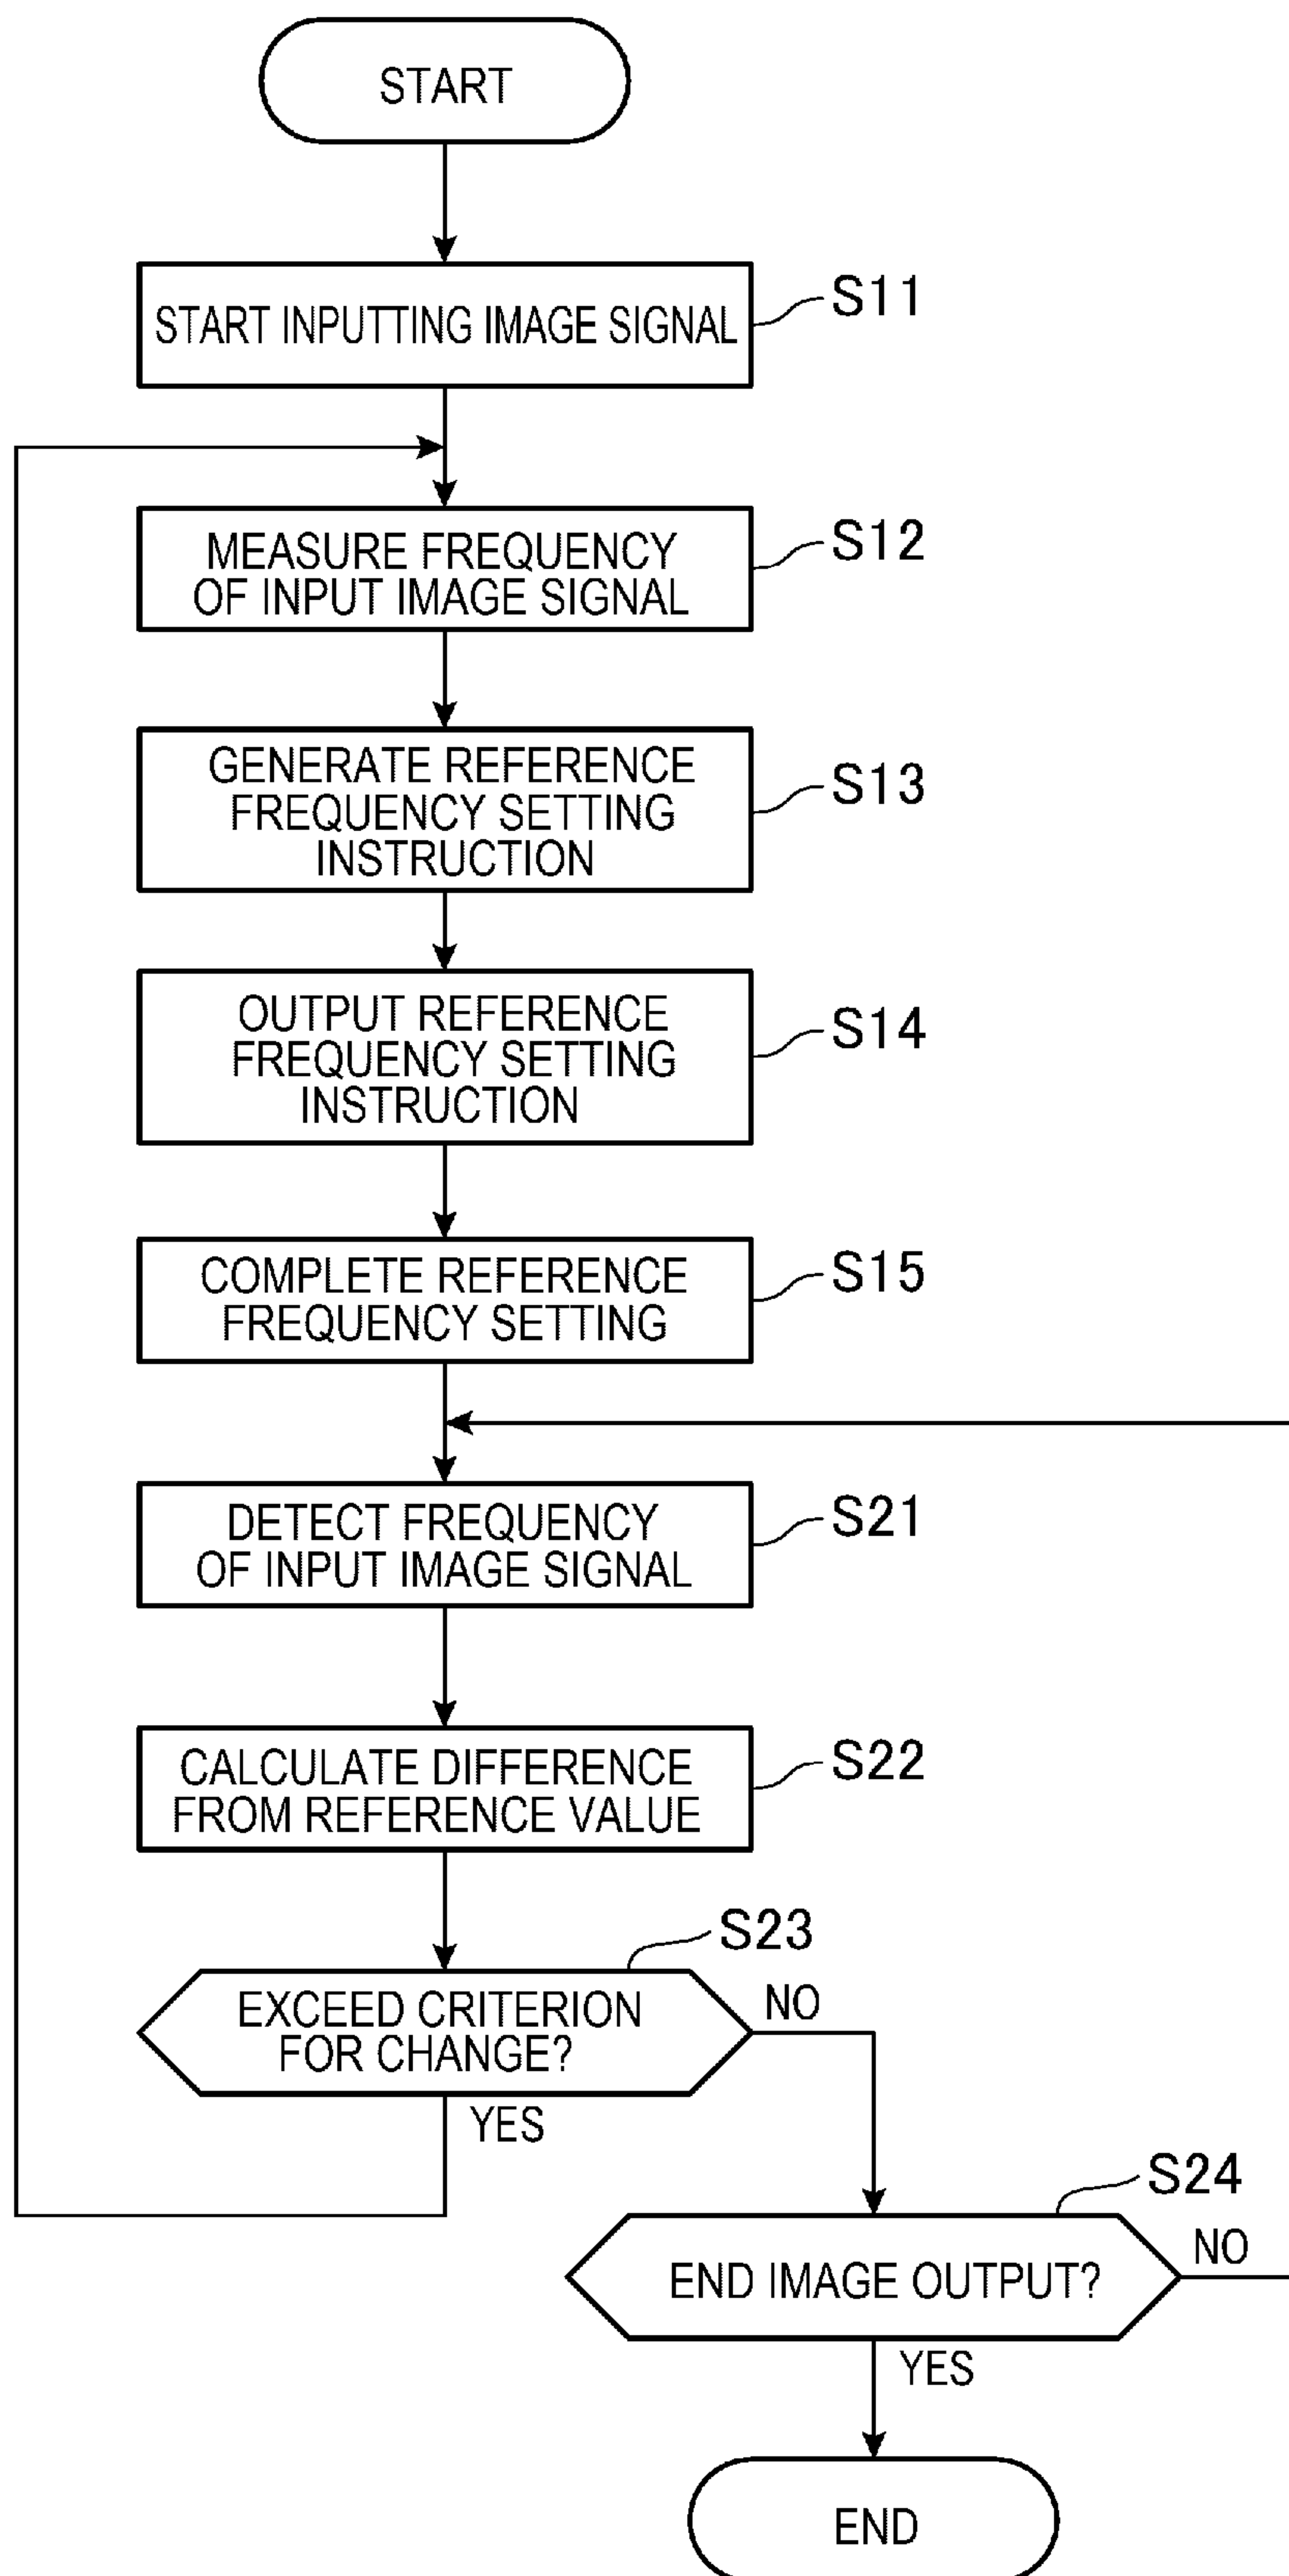 START
START INPUTTING IMAGE SIGNAL
S11
MEASURE FREQUENCY
OF INPUT IMAGE SIGNAL
S12
GENERATE REFERENCE
FREQUENCY SETTING
INSTRUCTION
S13
OUTPUT REFERENCE
FREQUENCY SETTING
INSTRUCTION
S14
COMPLETE REFERENCE
FREQUENCY SETTING
S15
DETECT FREQUENCY
OF INPUT IMAGE SIGNAL
S21
CALCULATE DIFFERENCE
FROM REFERENCE VALUE
S22
S23
EXCEED CRITERION
FOR CHANGE?
NO
YES
S24
END IMAGE OUTPUT?
NO
YES
END